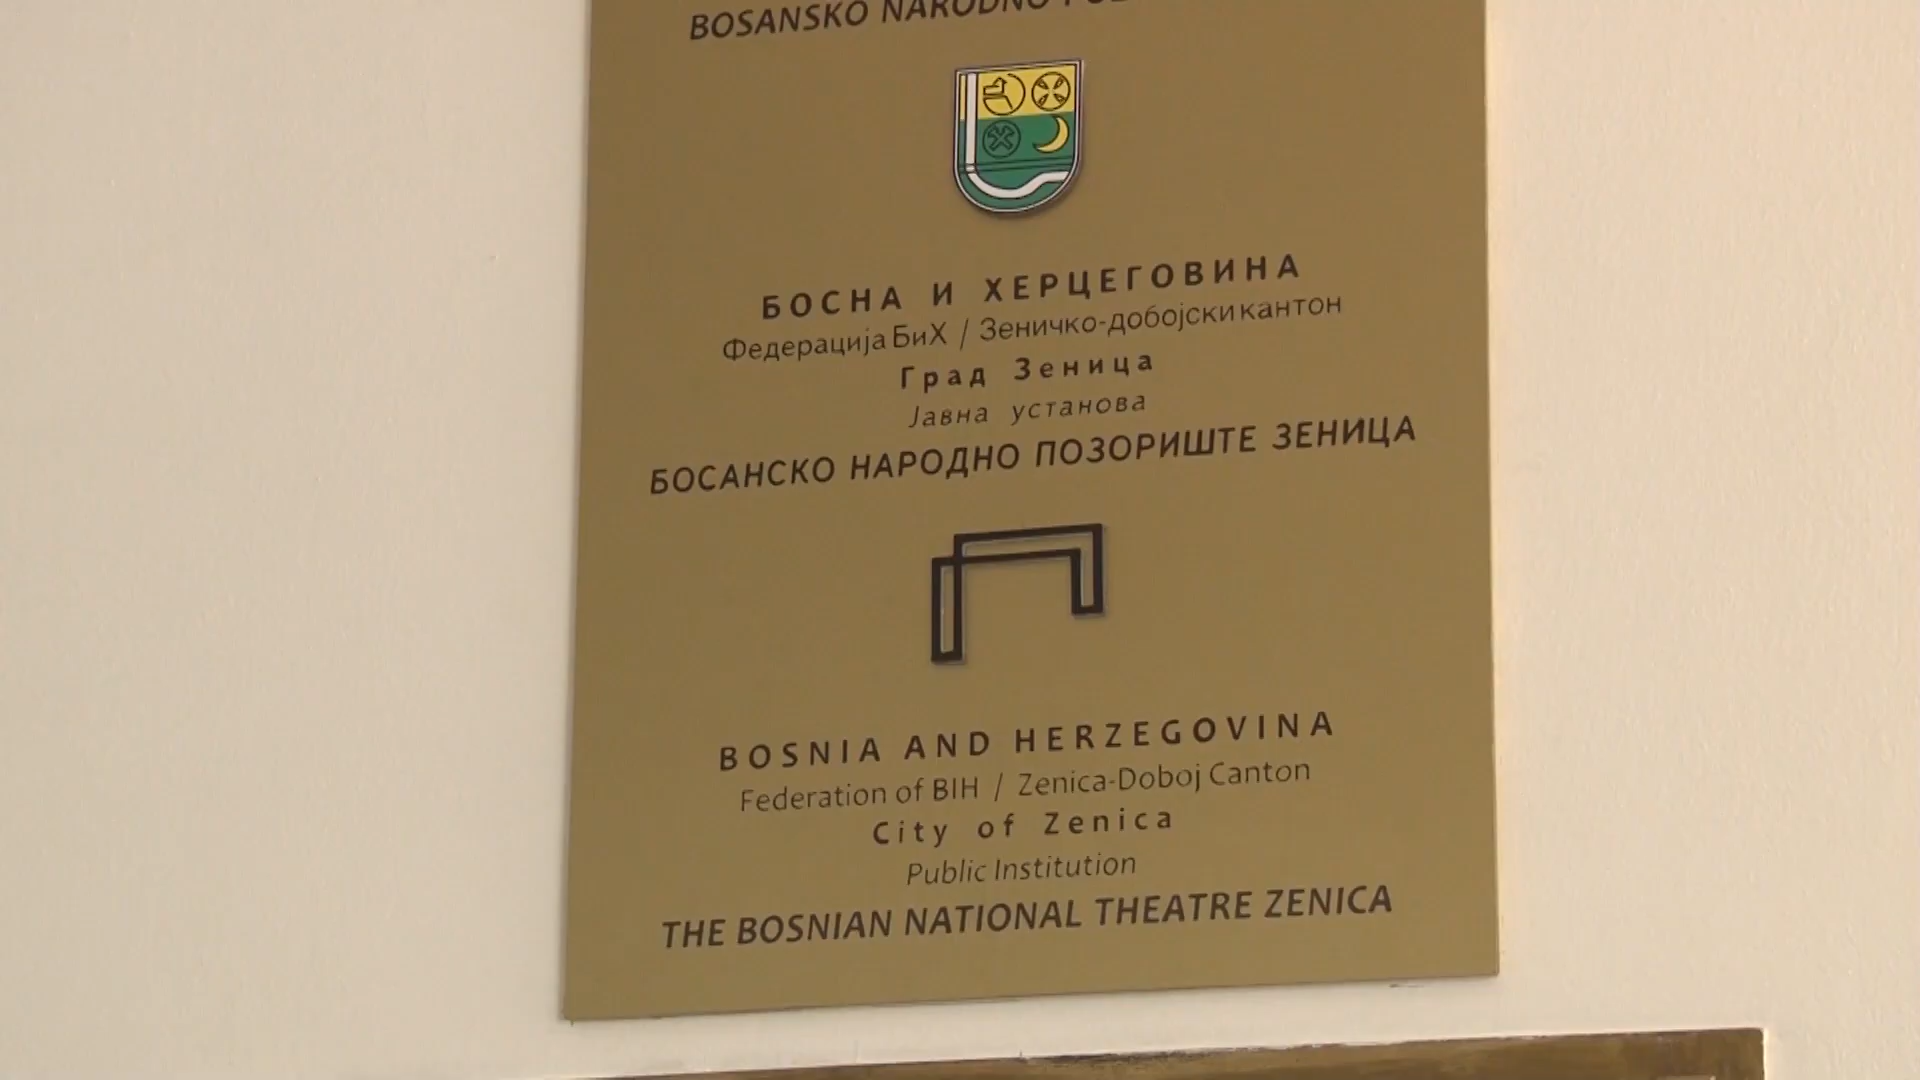 BOSANSKO NARODNO
БОСНА И ХЕРЦЕГОВИНА
Федерација БиХ / Зеничко-добојски кантон
Град Зеница
Јавна установа
БОСАНСКО НАРОДНО ПОЗОРИШТЕ ЗЕНИЦА
BOSNIA AND HERZEGOVINA
Federation of BIH / Zenica-Doboj Canton
City of Zenica
Public Institution
THE BOSNIAN NATIONAL THEATRE ZENICA